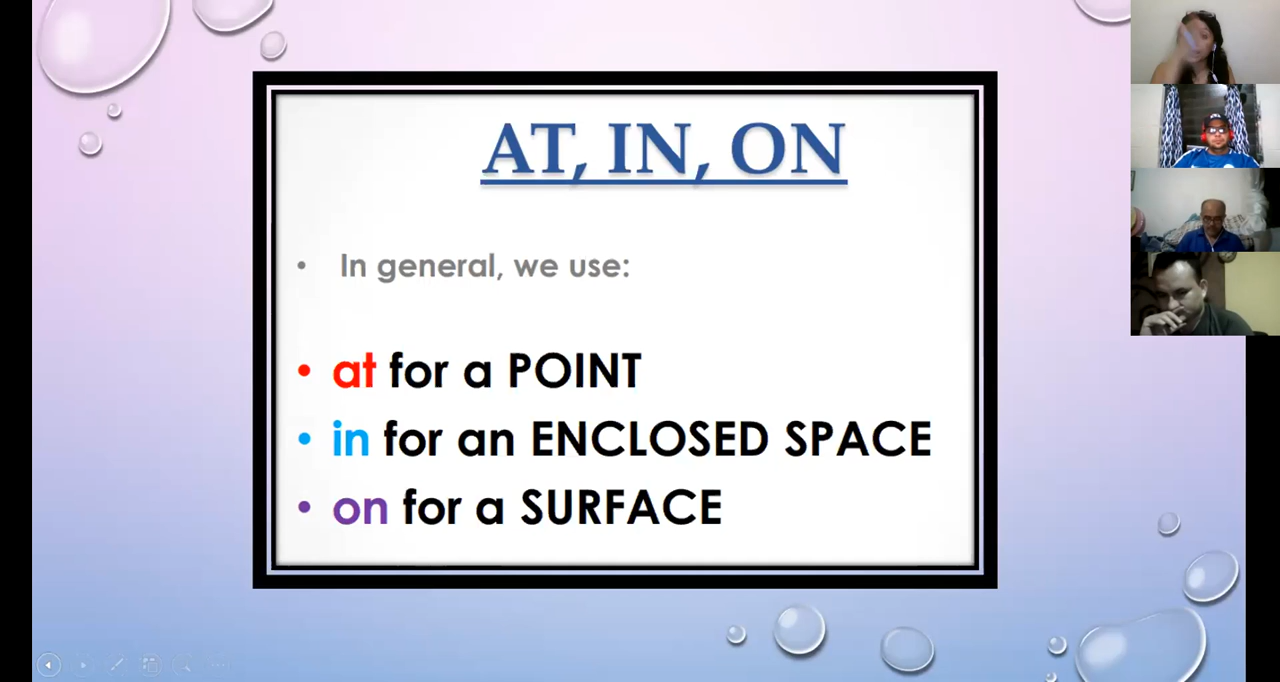 AT, IN, ON
• In general, we use:
• at for a POINT
• in for an ENCLOSED SPACE
• on for a SURFACE